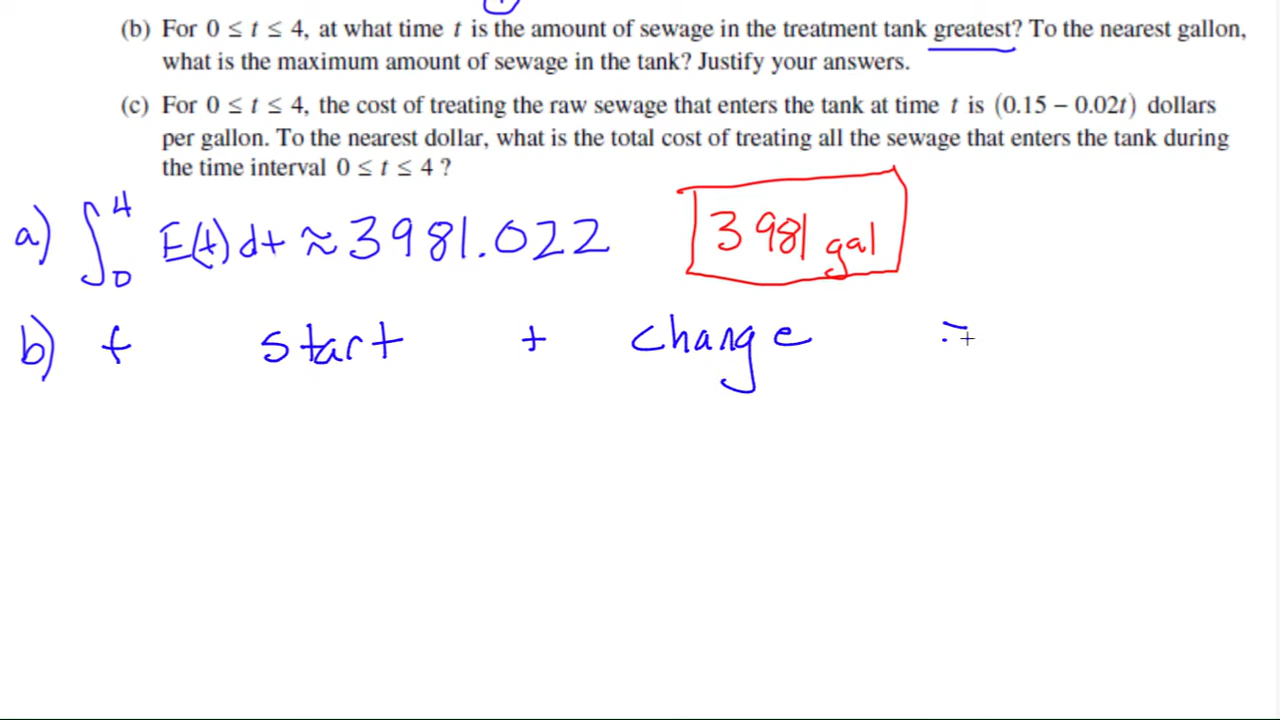 (b) For 0 ≤ t ≤ 4, at what time t is the amount of sewage in the treatment tank greatest? To the nearest gallon,
what is the maximum amount of sewage in the tank? Justify your answers.
(c) For 0 ≤ t ≤ 4, the cost of treating the raw sewage that enters the tank at time t is (0.15 − 0.02t) dollars
per gallon. To the nearest dollar, what is the total cost of treating all the sewage that enters the tank during
the time interval 0 ≤ t ≤ 4 ?
a) ∫₀⁴ E(t) dt ≈ 3981.022 3981 gal
b) t start + change